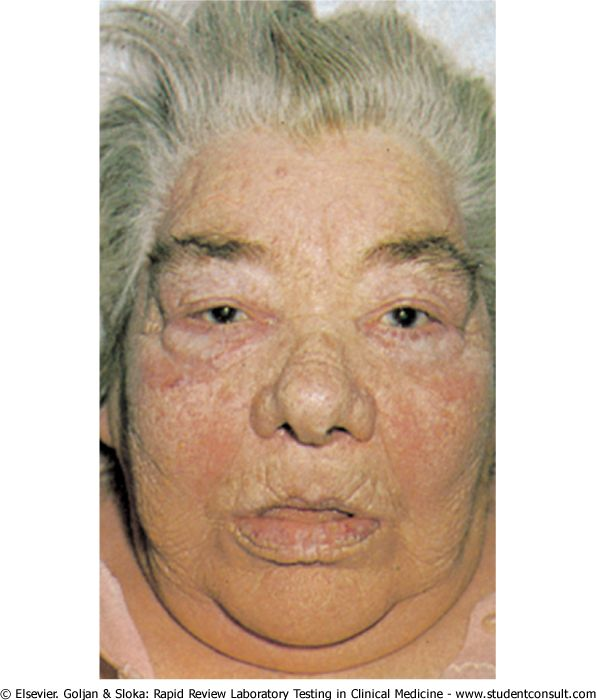 © Elsevier. Goljan & Sloka: Rapid Review Laboratory Testing in Clinical Medicine - www.studentconsult.com